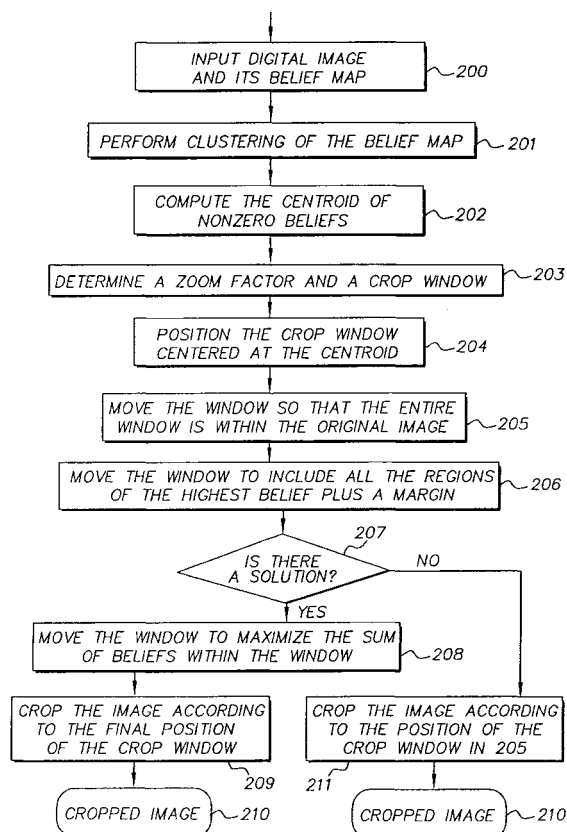 INPUT DIGITAL IMAGE
AND ITS BELIEF MAP
200
PERFORM CLUSTERING OF THE BELIEF MAP
201
COMPUTE THE CENTROID OF
NONZERO BELIEFS
202
DETERMINE A ZOOM FACTOR AND A CROP WINDOW
203
POSITION THE CROP WINDOW
CENTERED AT THE CENTROID
204
MOVE THE WINDOW SO THAT THE ENTIRE
WINDOW IS WITHIN THE ORIGINAL IMAGE
205
MOVE THE WINDOW TO INCLUDE ALL THE REGIONS
OF THE HIGHEST BELIEF PLUS A MARGIN
206
207
IS THERE
A SOLUTION?
NO
YES
MOVE THE WINDOW TO MAXIMIZE THE SUM
OF BELIEFS WITHIN THE WINDOW
208
CROP THE IMAGE ACCORDING
TO THE FINAL POSITION
OF THE CROP WINDOW
209
CROP THE IMAGE ACCORDING
TO THE POSITION OF THE
CROP WINDOW IN 205
211
CROPPED IMAGE
210
CROPPED IMAGE
210